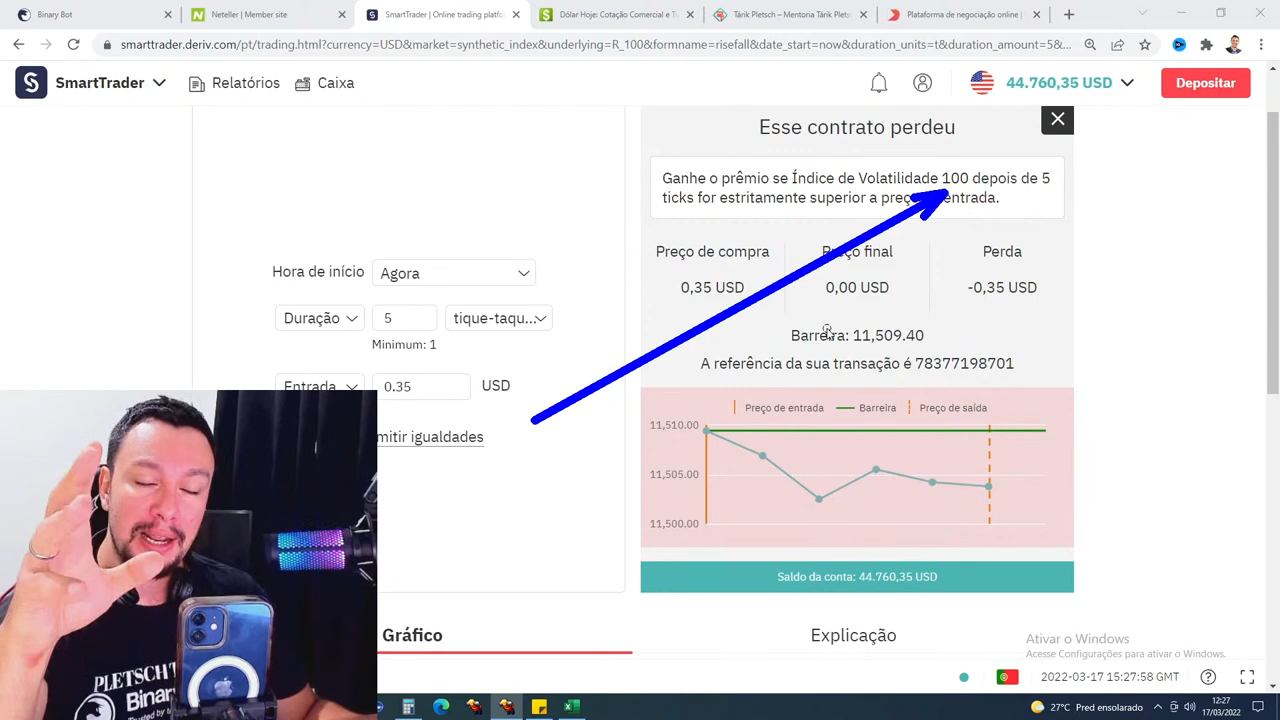 Binary Bot
Neteller | Member site
SmartTrader | Online trading platfo
Dólar Hoje: Cotação Comercial e Tu
Tárik Pletsch – Mentoria Tárik Plets
Plataforma de negociação online |
smarttrader.deriv.com/pt/trading.html?currency=USD&market=synthetic_index&underlying=R_100&formname=risefall&date_start=now&duration_units=t&duration_amount=5&...
SmartTrader
Relatórios
Caixa
44.760,35 USD
Depositar
Esse contrato perdeu
Ganhe o prêmio se Índice de Volatilidade 100 depois de 5
ticks for estritamente superior a preço entrada.
Preço de compra
Preço final
Perda
0,35 USD
0,00 USD
-0,35 USD
Barreira: 11,509.40
A referência da sua transação é 78377198701
Preço de entrada
Barreira
Preço de saída
11,510.00
11,505.00
11,500.00
Saldo da conta: 44.760,35 USD
Hora de início
Agora
Duração
5
tique-taqu...
Minimum: 1
Entrada
0.35
USD
mitir igualdades
Gráfico
Explicação
PLETSCH
Binar
Ativar o Windows
Acesse Configurações para ativar o Windows.
2022-03-17 15:27:58 GMT
27°C Pred ensolarado
12:27
17/03/2022